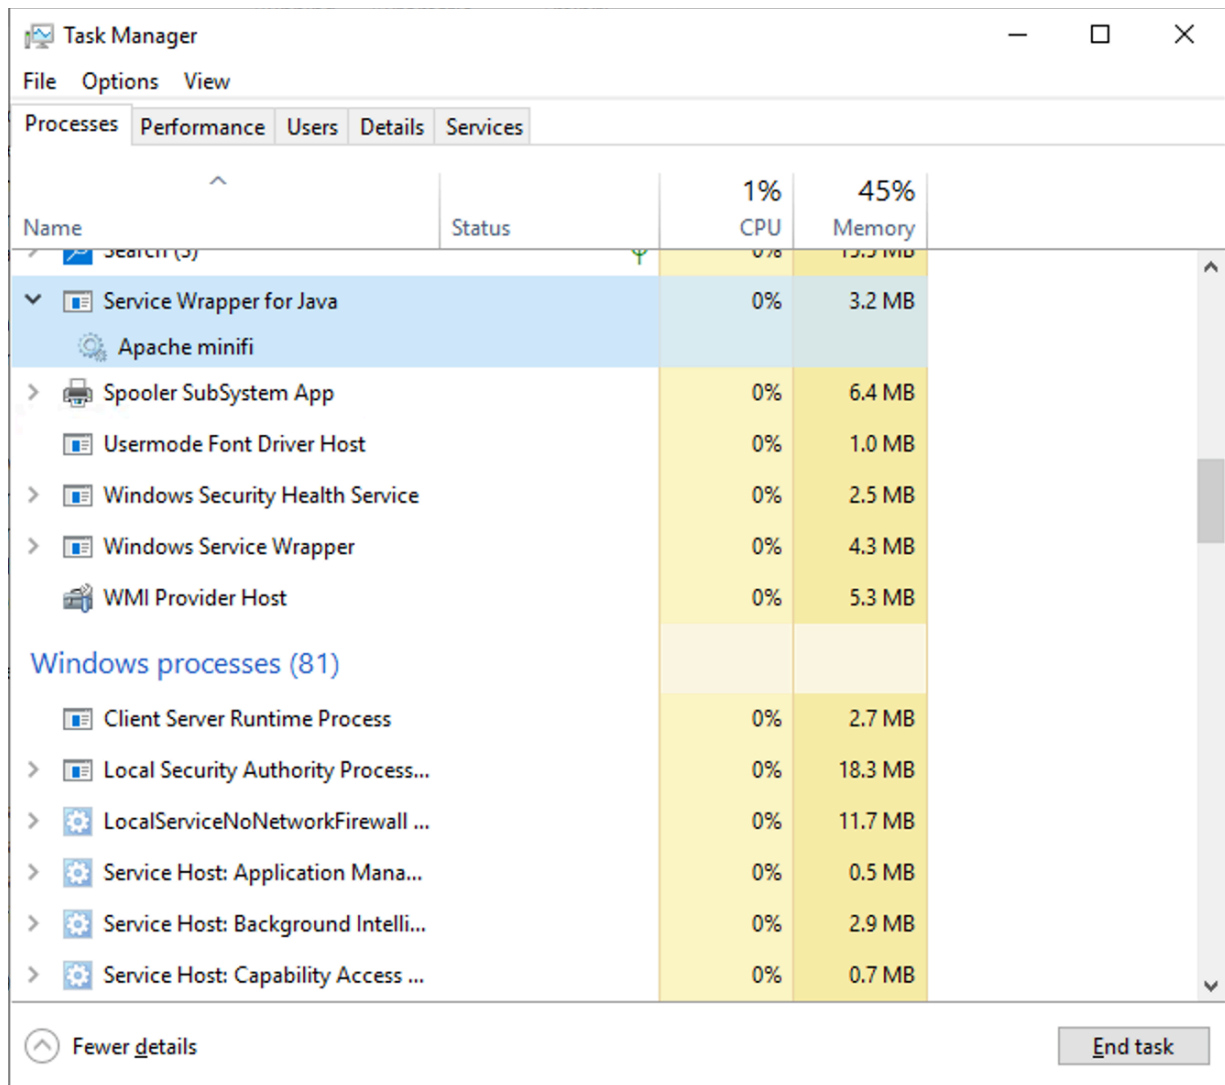 Task Manager
File Options View
Processes Performance Users Details Services
1% 45%
Name Status CPU Memory
Search (3) 0% 15.5 MB
Service Wrapper for Java 0% 3.2 MB
Apache minifi
Spooler SubSystem App 0% 6.4 MB
Usermode Font Driver Host 0% 1.0 MB
Windows Security Health Service 0% 2.5 MB
Windows Service Wrapper 0% 4.3 MB
WMI Provider Host 0% 5.3 MB
Windows processes (81)
Client Server Runtime Process 0% 2.7 MB
Local Security Authority Process... 0% 18.3 MB
LocalServiceNoNetworkFirewall ... 0% 11.7 MB
Service Host: Application Mana... 0% 0.5 MB
Service Host: Background Intelli... 0% 2.9 MB
Service Host: Capability Access ... 0% 0.7 MB
Fewer details End task